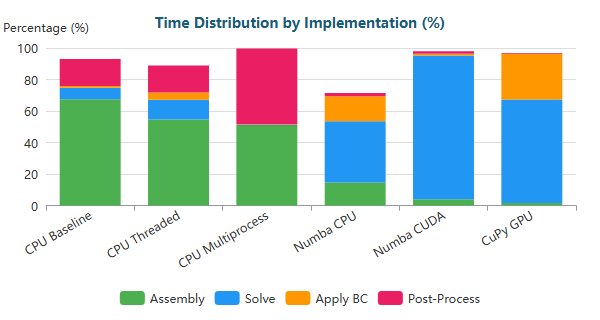 Time Distribution by Implementation (%)
Percentage (%)
100
80
60
40
20
0
CPU Baseline
CPU Threaded
CPU Multiprocess
Numba CPU
Numba CUDA
CuPy GPU
Assembly Solve Apply BC Post-Process